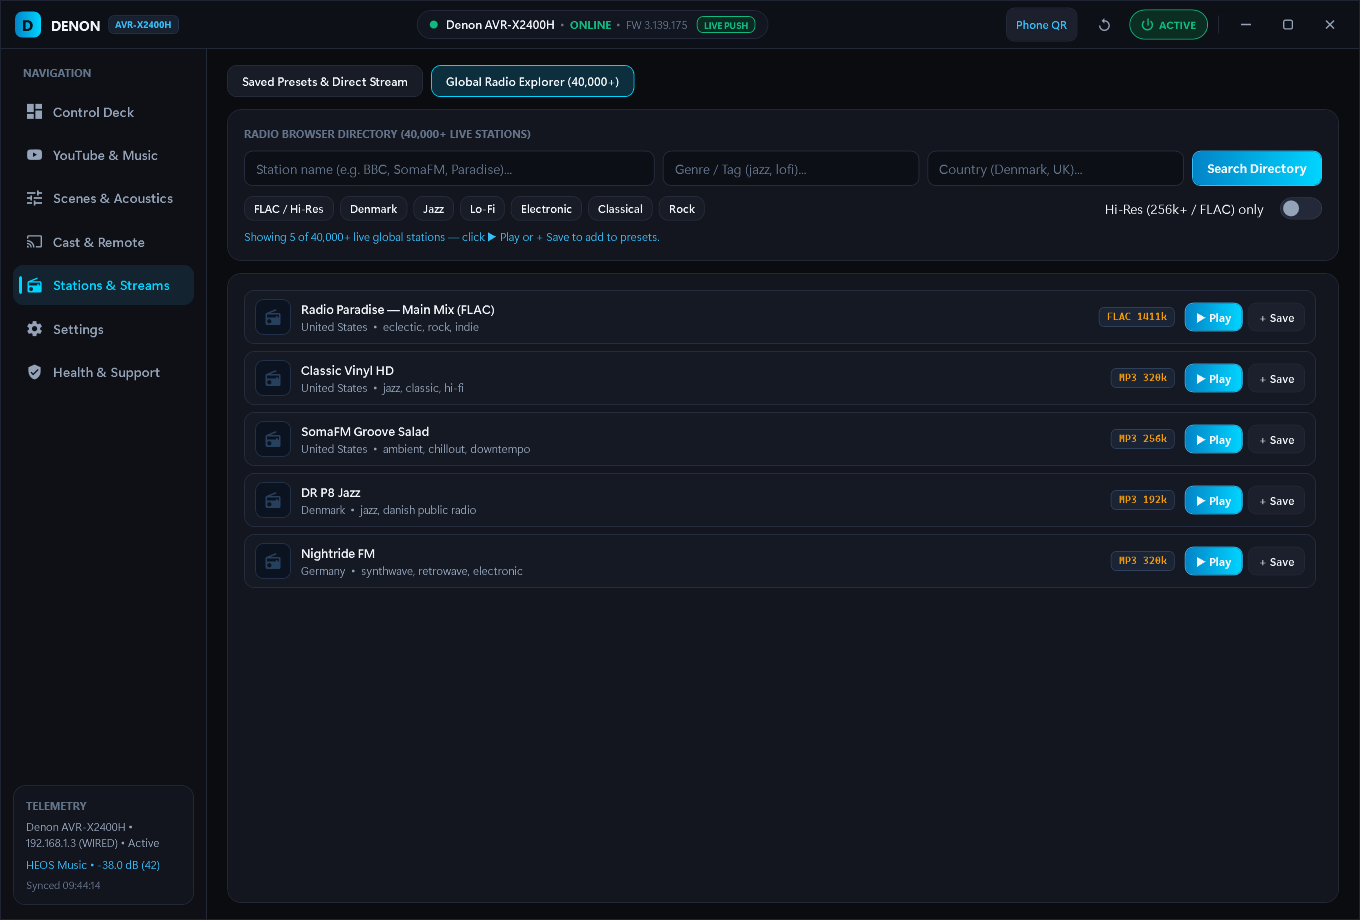 D DENON AVR-X2400H
Denon AVR-X2400H • ONLINE • FW 3.139.175 LIVE PUSH
Phone QR
ACTIVE
NAVIGATION
Control Deck
YouTube & Music
Scenes & Acoustics
Cast & Remote
Stations & Streams
Settings
Health & Support
Saved Presets & Direct Stream
Global Radio Explorer (40,000+)
RADIO BROWSER DIRECTORY (40,000+ LIVE STATIONS)
Station name (e.g. BBC, SomaFM, Paradise)...
Genre / Tag (jazz, lofi)...
Country (Denmark, UK)...
Search Directory
FLAC / Hi-Res
Denmark
Jazz
Lo-Fi
Electronic
Classical
Rock
Hi-Res (256k+ / FLAC) only
Showing 5 of 40,000+ live global stations — click ▶ Play or + Save to add to presets.
Radio Paradise — Main Mix (FLAC)
United States • eclectic, rock, indie
FLAC 1411k
▶ Play
+ Save
Classic Vinyl HD
United States • jazz, classic, hi-fi
MP3 320k
▶ Play
+ Save
SomaFM Groove Salad
United States • ambient, chillout, downtempo
MP3 256k
▶ Play
+ Save
DR P8 Jazz
Denmark • jazz, danish public radio
MP3 192k
▶ Play
+ Save
Nightride FM
Germany • synthwave, retrowave, electronic
MP3 320k
▶ Play
+ Save
TELEMETRY
Denon AVR-X2400H •
192.168.1.3 (WIRED) • Active
HEOS Music • -38.0 dB (42)
Synced 09:44:14